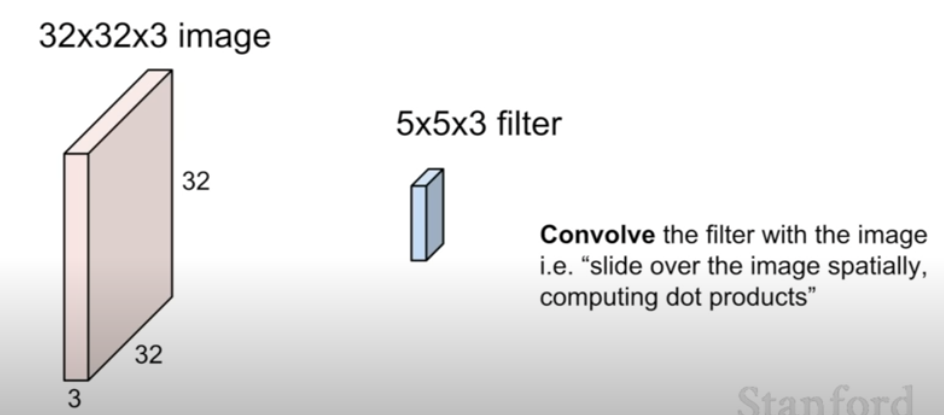 32x32x3 image
5x5x3 filter
32
Convolve the filter with the image
i.e. “slide over the image spatially,
computing dot products”
32
3
Stanford